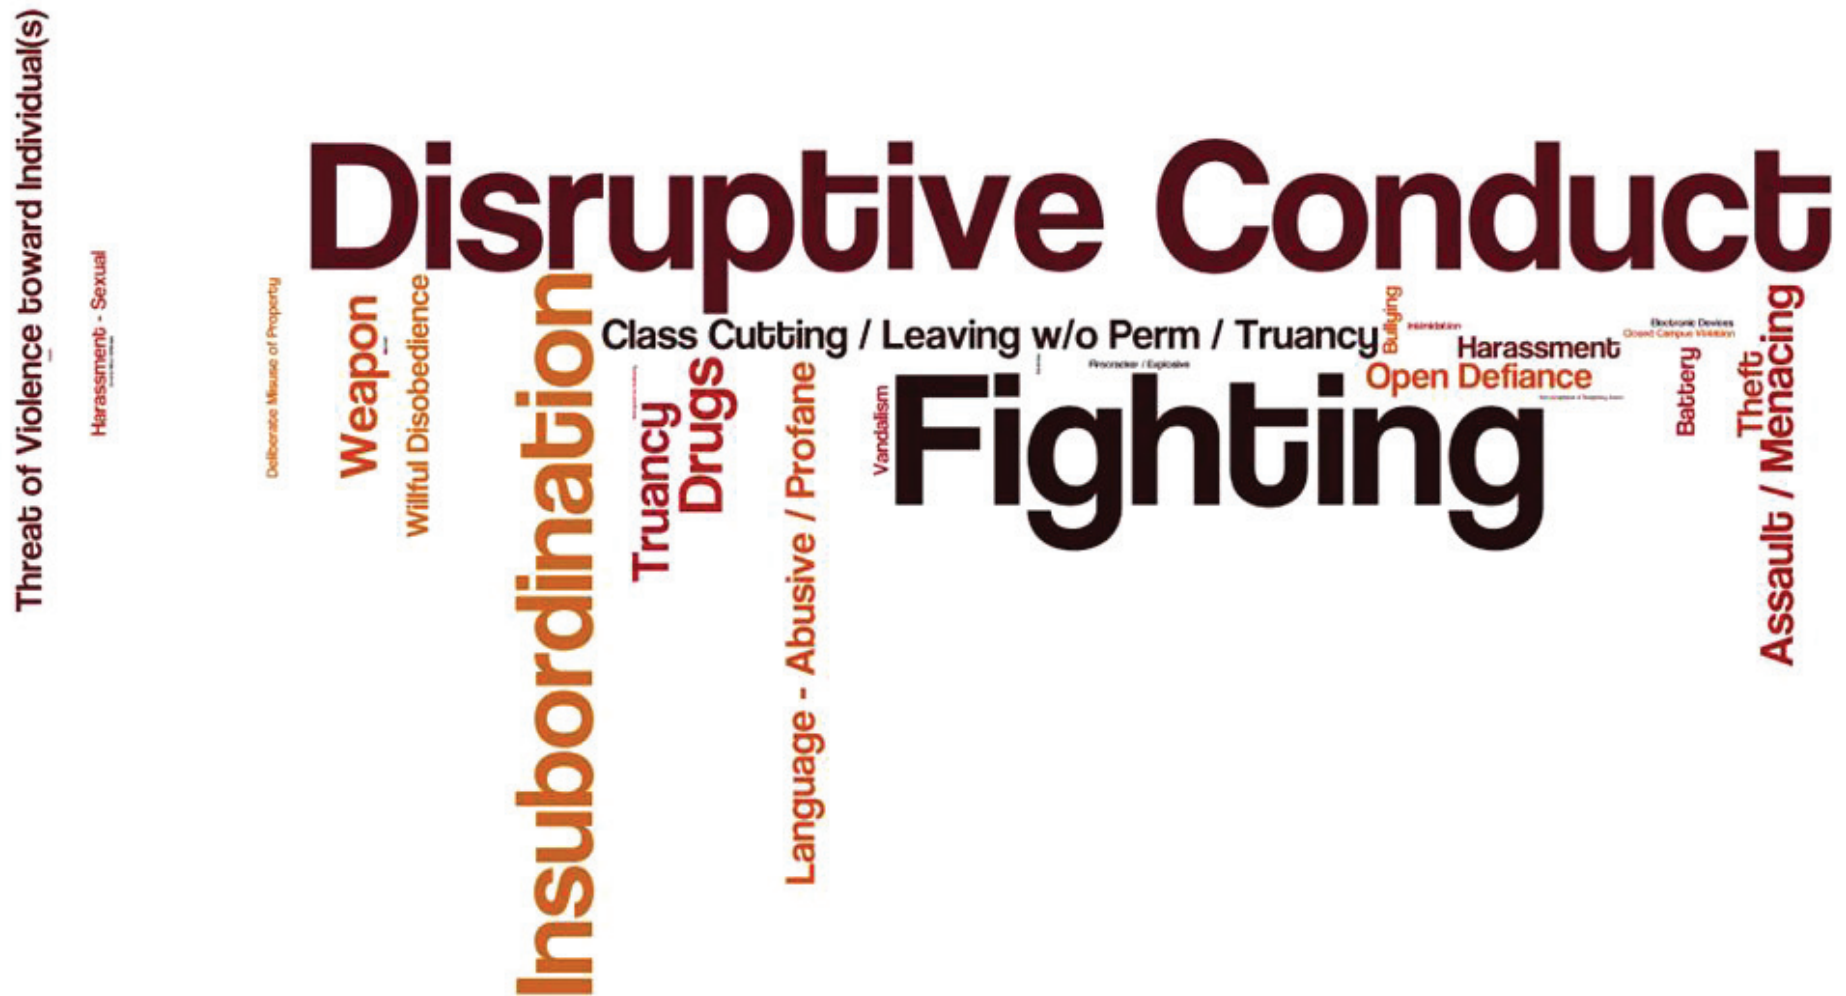 Threat of Violence toward Individual(s)
Harassment - Sexual
Deliberate Misuse of Property
Weapon
Willful Disobedience
Disruptive Conduct
Insubordination
Class Cutting / Leaving w/o Perm / Truancy
Truancy
Drugs
Language - Abusive / Profane
Vandalism
Firecracker / Explosive
Fighting
Bullying
Intimidation
Harassment
Open Defiance
Electronic Devices
Closed Campus Violation
Battery
Theft
Assault / Menacing